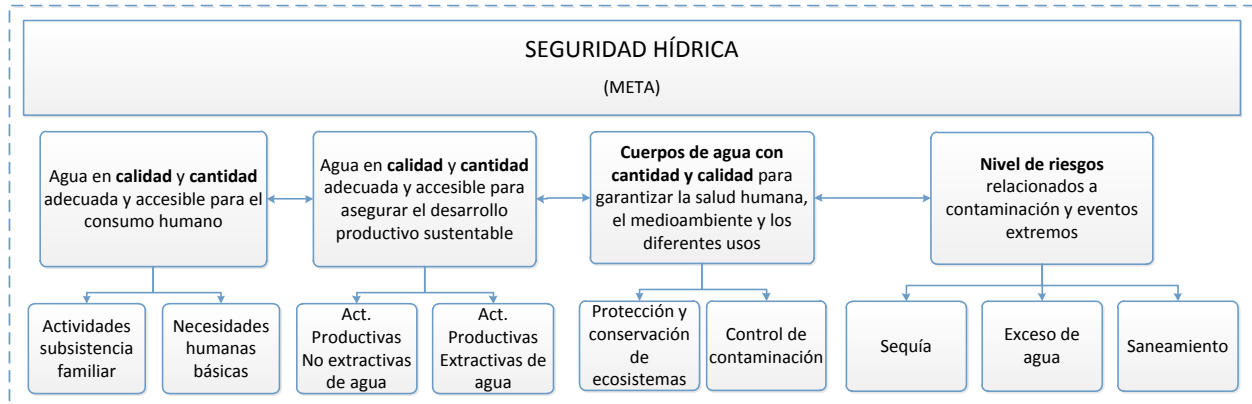 SEGURIDAD HÍDRICA
(META)
Agua en calidad y cantidad
adecuada y accesible para el
consumo humano
Agua en calidad y cantidad
adecuada y accesible para
asegurar el desarrollo
productivo sustentable
Cuerpos de agua con
cantidad y calidad para
garantizar la salud humana,
el medioambiente y los
diferentes usos
Nivel de riesgos
relacionados a
contaminación y eventos
extremos
Actividades
subsistencia
familiar
Necesidades
humanas
básicas
Act.
Productivas
No extractivas
de agua
Act.
Productivas
Extractivas de
agua
Protección y
conservación de
ecosistemas
Control de
contaminación
Sequía
Exceso de
agua
Saneamiento